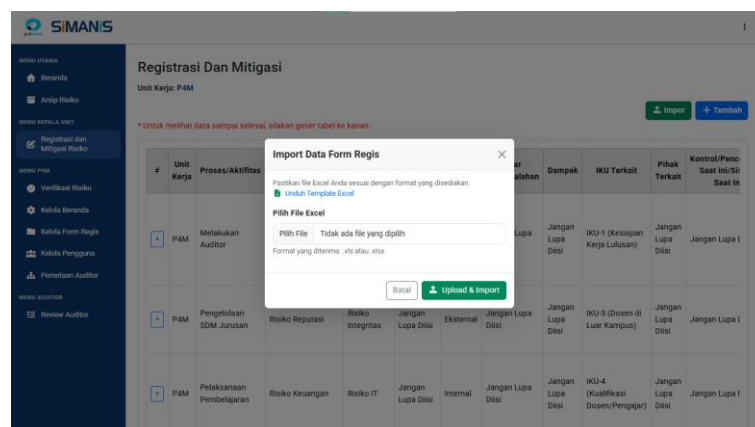 SiMANiS
MENU UTAMA
Beranda
Arsip Risiko
MENU KEPALA UNIT
Registrasi dan
Mitigasi Risiko
MENU P4M
Verifikasi Risiko
Kelola Beranda
Kelola Form Regis
Kelola Pengguna
Pemetaan Auditor
MENU AUDITOR
Review Auditor
Registrasi Dan Mitigasi
Unit Kerja: P4M
Impor
+ Tambah
* Untuk melihat data sampai selesai, silakan geser tabel ke kanan.
Import Data Form Regis
Pastikan file Excel Anda sesuai dengan format yang disediakan.
Unduh Template Excel
Pilih File Excel
Pilih File Tidak ada file yang dipilih
Format yang diterima: .xls atau .xlsx
Batal
Upload & Import
# Unit Kerja Proses/Aktifitas Dampak IKU Terkait Pihak Terkait
Saat Ini/Si
Saat In
P4M Melakukan Auditor Lupa Jangan Lupa Diisi IKU-1 (Kesiapan Kerja Lulusan) Jangan Lupa Diisi Jangan Lupa
P4M Pengelolaan SDM Jurusan Risiko Reputasi Risiko Integritas Jangan Lupa Diisi Eksternal Jangan Lupa Diisi Jangan Lupa Diisi IKU-3 (Dosen di Luar Kampus) Jangan Lupa Diisi Jangan Lupa
P4M Pelaksanaan Pembelajaran Risiko Keuangan Risiko IT Jangan Lupa Diisi Internal Jangan Lupa Diisi Jangan Lupa Diisi IKU-4 (Kualifikasi Dosen/Pengajar) Jangan Lupa Diisi Jangan Lupa